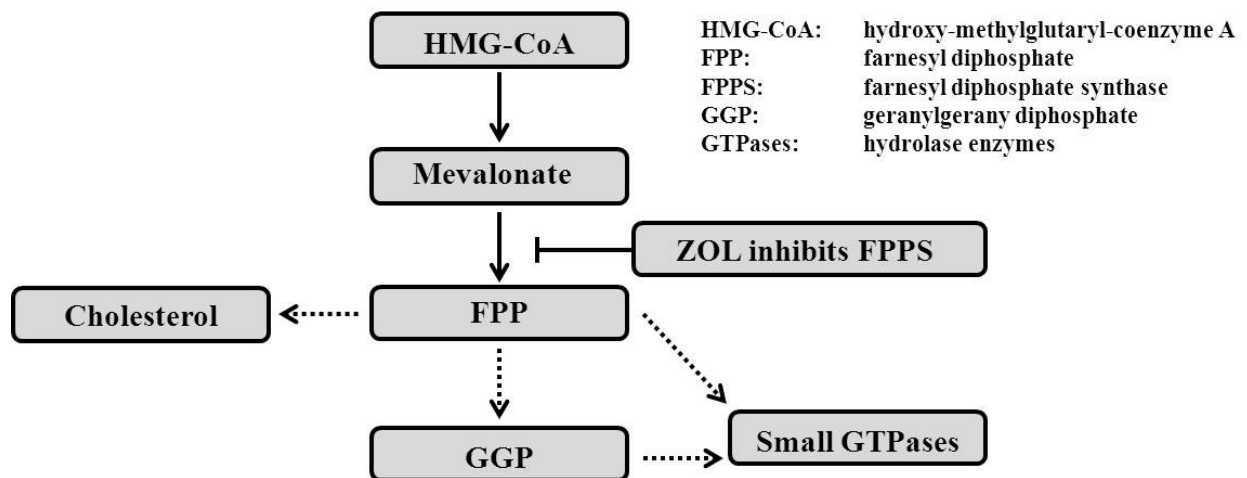 HMG-CoA
HMG-CoA: hydroxy-methylglutaryl-coenzyme A
FPP: farnesyl diphosphate
FPPS: farnesyl diphosphate synthase
GGP: geranylgerany diphosphate
GTPases: hydrolase enzymes
Mevalonate
ZOL inhibits FPPS
Cholesterol
FPP
GGP
Small GTPases